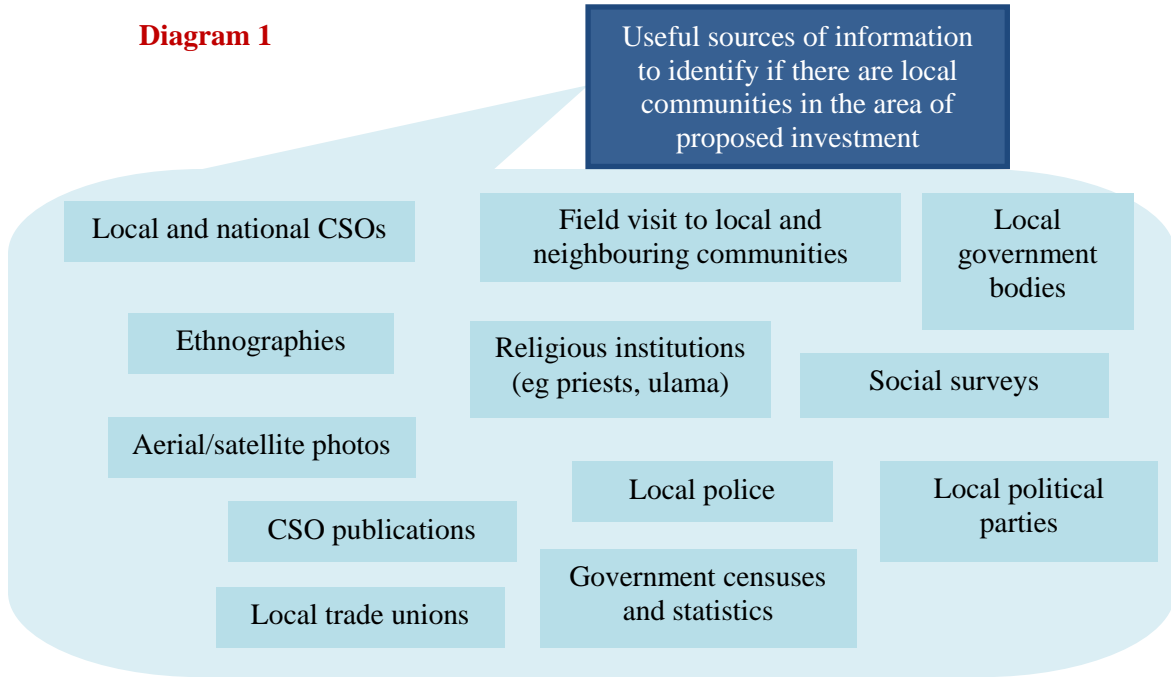 Diagram 1
Useful sources of information
to identify if there are local
communities in the area of
proposed investment
Local and national CSOs
Field visit to local and
neighbouring communities
Local
government
bodies
Ethnographies
Religious institutions
(eg priests, ulama)
Social surveys
Aerial/satellite photos
Local police
Local political
parties
CSO publications
Government censuses
and statistics
Local trade unions